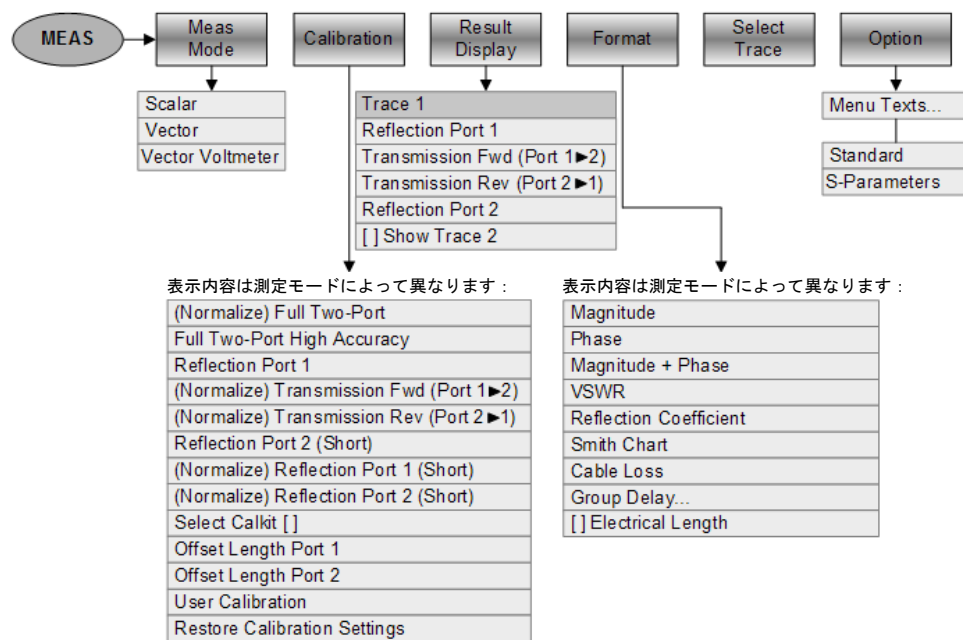 MEAS
Meas
Mode
Calibration
Result
Display
Format
Select
Trace
Option
Scalar
Vector
Vector Voltmeter
Trace 1
Reflection Port 1
Transmission Fwd (Port 1►2)
Transmission Rev (Port 2►1)
Reflection Port 2
[ ] Show Trace 2
Menu Texts...
Standard
S-Parameters
表示内容は測定モードによって異なります：
(Normalize) Full Two-Port
Full Two-Port High Accuracy
Reflection Port 1
(Normalize) Transmission Fwd (Port 1►2)
(Normalize) Transmission Rev (Port 2►1)
Reflection Port 2 (Short)
(Normalize) Reflection Port 1 (Short)
(Normalize) Reflection Port 2 (Short)
Select Calkit [ ]
Offset Length Port 1
Offset Length Port 2
User Calibration
Restore Calibration Settings
表示内容は測定モードによって異なります：
Magnitude
Phase
Magnitude + Phase
VSWR
Reflection Coefficient
Smith Chart
Cable Loss
Group Delay...
[ ] Electrical Length